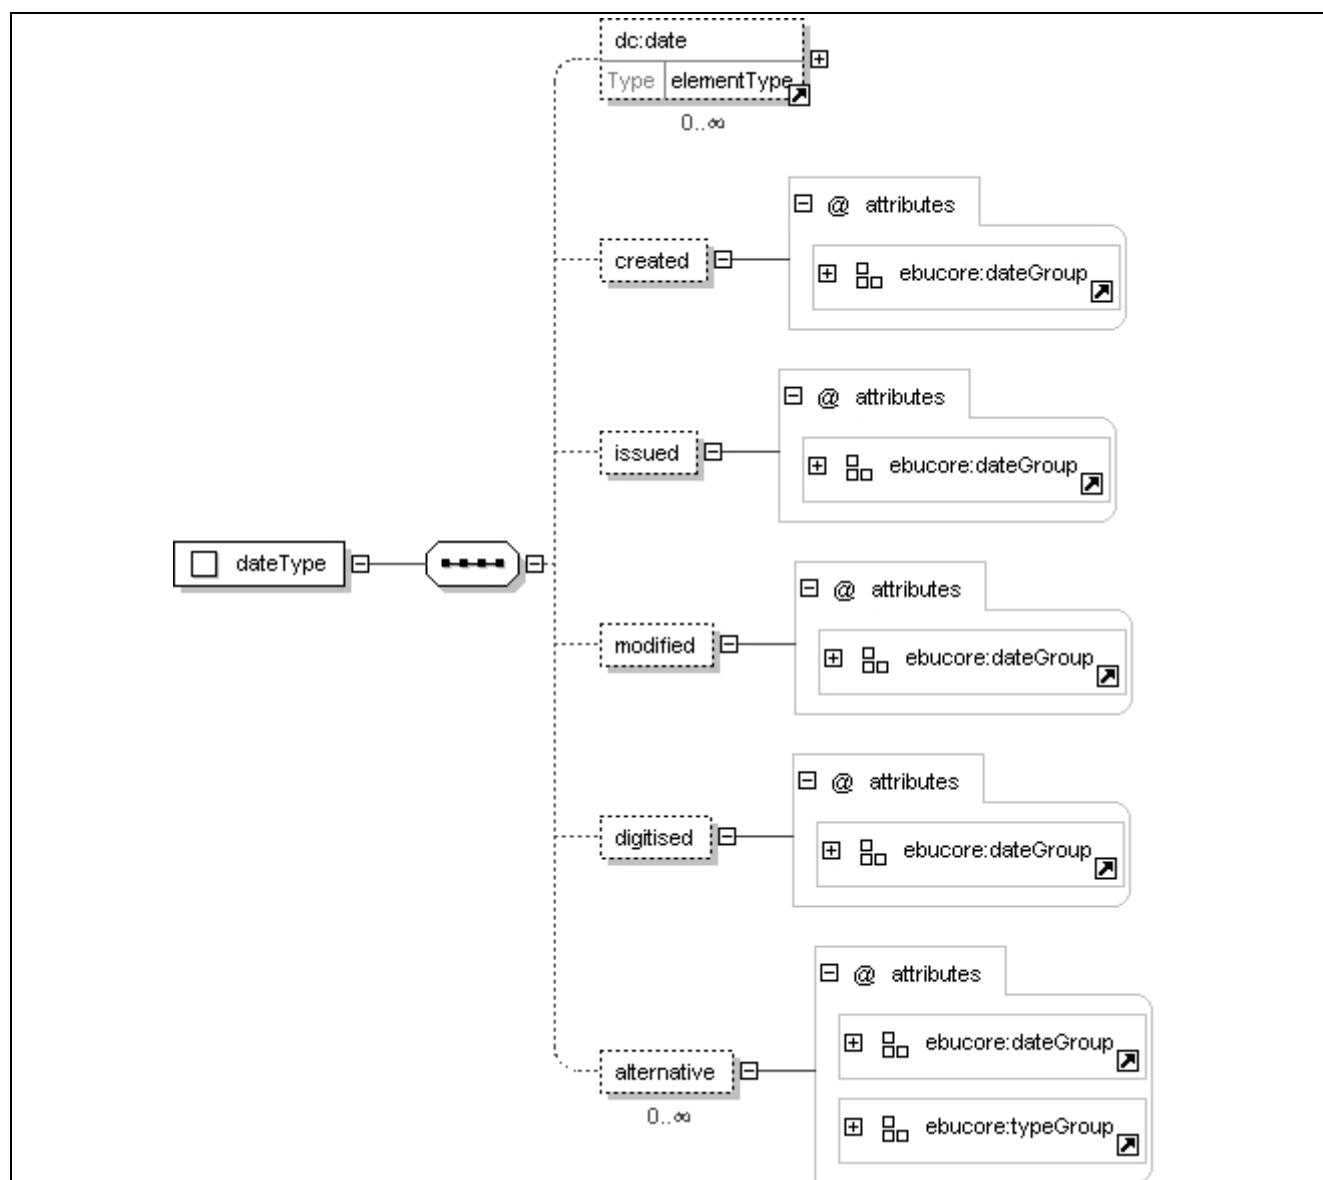 dc:date
Type elementType
0..∞
@ attributes
created
ebucore:dateGroup
@ attributes
issued
ebucore:dateGroup
dateType
@ attributes
modified
ebucore:dateGroup
@ attributes
digitised
ebucore:dateGroup
@ attributes
ebucore:dateGroup
alternative
0..∞
ebucore:typeGroup